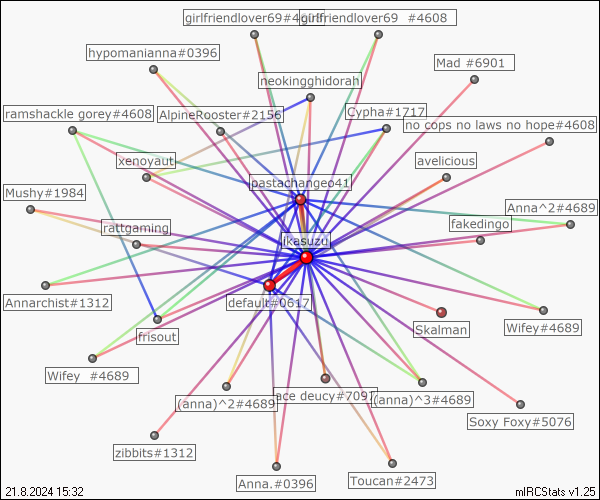 girlfriendlover69#4608
girlfriendlover69  #4608
hypomanianna#0396
neokingghidorah
Mad #6901
ramshackle gorey#4608
AlpineRooster#2156
Cypha#1717
no cops no laws no hope#4608
xenoyaut
avelicious
pastachangeo41
Mushy#1984
Anna^2#4689
rattgaming
fakedingo
ikasuzu
Annarchist#1312
default#0617
frisout
Skalman
Wifey#4689
Wifey  #4689
ace deucy#7097
(anna)^2#4689
(anna)^3#4689
Soxy Foxy#5076
zibbits#1312
Anna.#0396
Toucan#2473
21.8.2024 15:32
mIRCStats v1.25